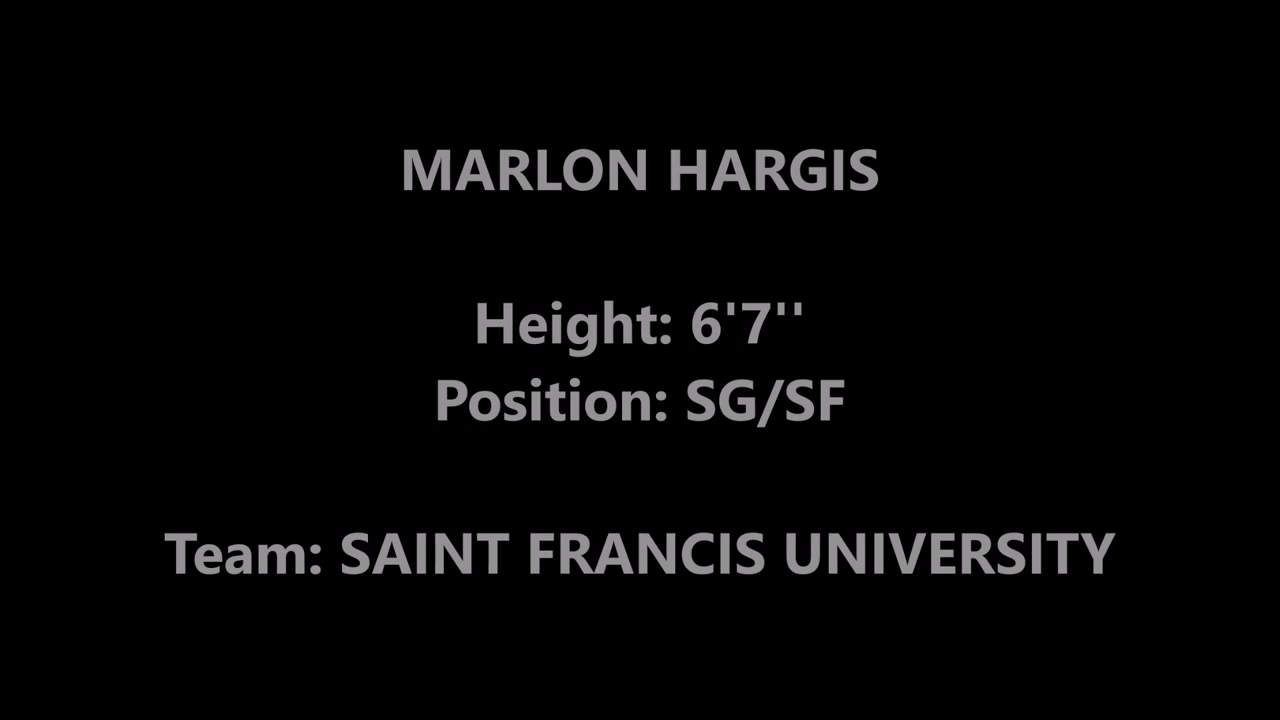 MARLON HARGIS
Height: 6'7''
Position: SG/SF
Team: SAINT FRANCIS UNIVERSITY